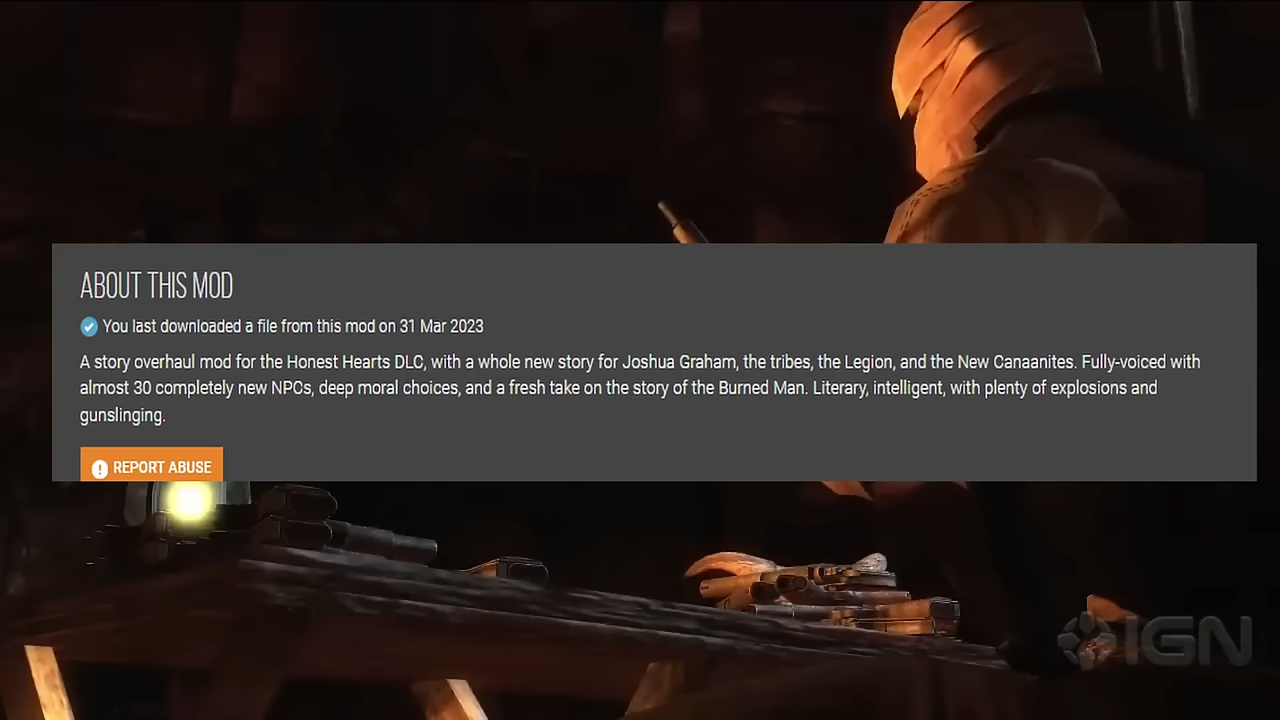 ABOUT THIS MOD
You last downloaded a file from this mod on 31 Mar 2023
A story overhaul mod for the Honest Hearts DLC, with a whole new story for Joshua Graham, the tribes, the Legion, and the New Canaanites. Fully-voiced with
almost 30 completely new NPCs, deep moral choices, and a fresh take on the story of the Burned Man. Literary, intelligent, with plenty of explosions and
gunslinging.
REPORT ABUSE
IGN